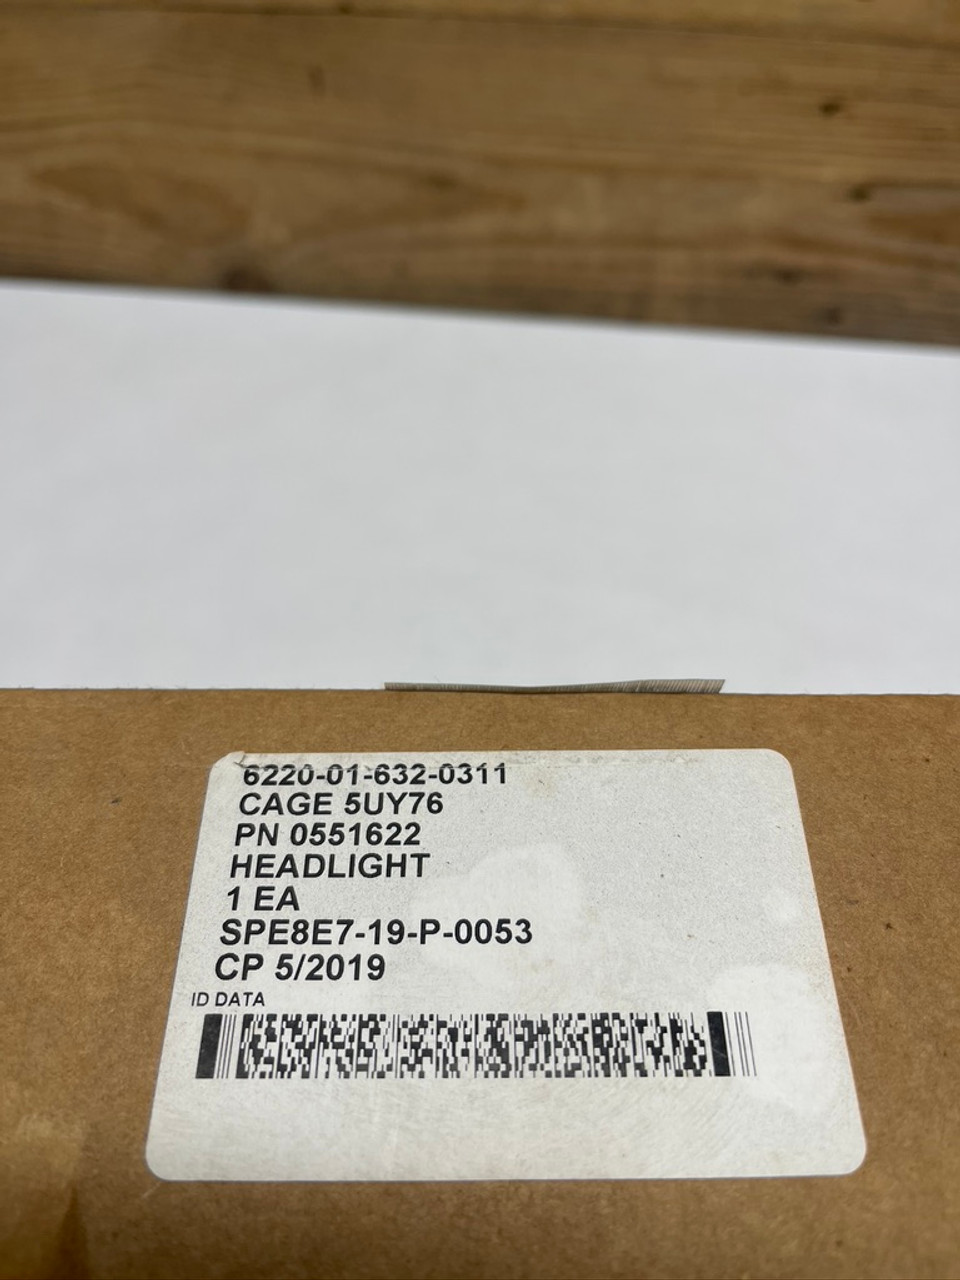 6220-01-632-0311
CAGE 5UY76
PN 0551622
HEADLIGHT
1 EA
SPE8E7-19-P-0053
CP 5/2019
ID DATA